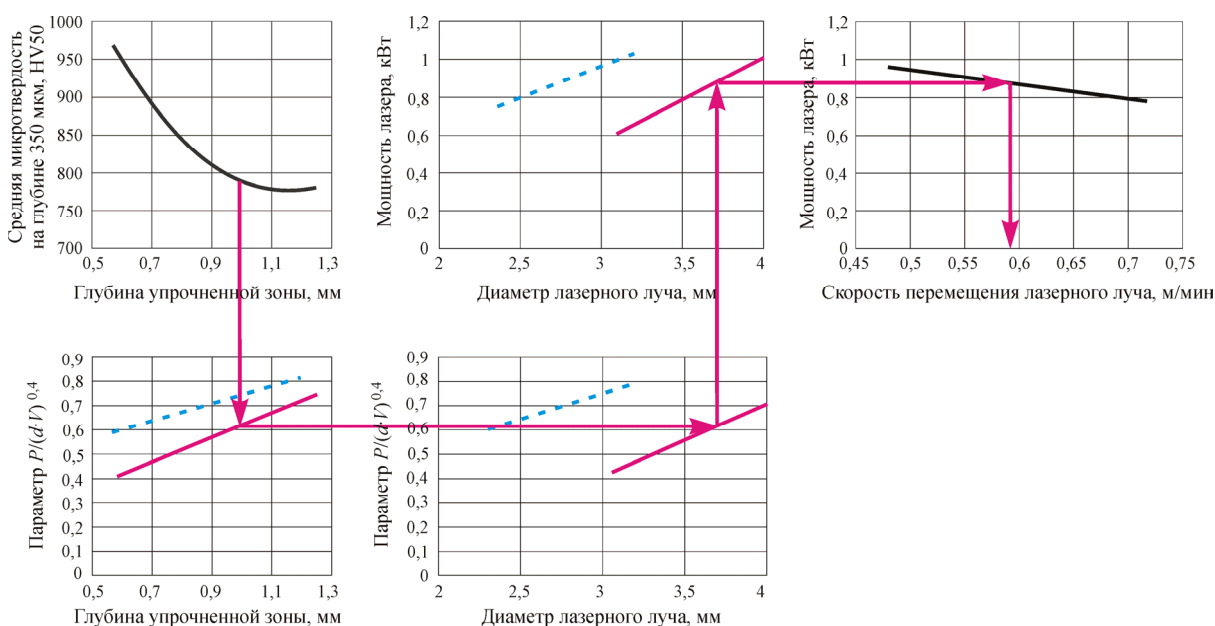 Средняя микротвердость
на глубине 350 мкм, HV50
1000
950
900
850
800
750
700
0,5 0,7 0,9 1,1 1,3
Глубина упрочненной зоны, мм
Мощность лазера, кВт
1,2
1
0,8
0,6
0,4
0,2
0
2 2,5 3 3,5 4
Диаметр лазерного луча, мм
Мощность лазера, кВт
1,2
1
0,8
0,6
0,4
0,2
0
0,45 0,5 0,55 0,6 0,65 0,7 0,75
Скорость перемещения лазерного луча, м/мин
Параметр P/(d·V)^0,4
0,9
0,8
0,7
0,6
0,5
0,4
0,3
0,2
0,1
0
0,5 0,7 0,9 1,1 1,3
Глубина упрочненной зоны, мм
Параметр P/(d·V)^0,4
0,9
0,8
0,7
0,6
0,5
0,4
0,3
0,2
0,1
0
2 2,5 3 3,5 4
Диаметр лазерного луча, мм